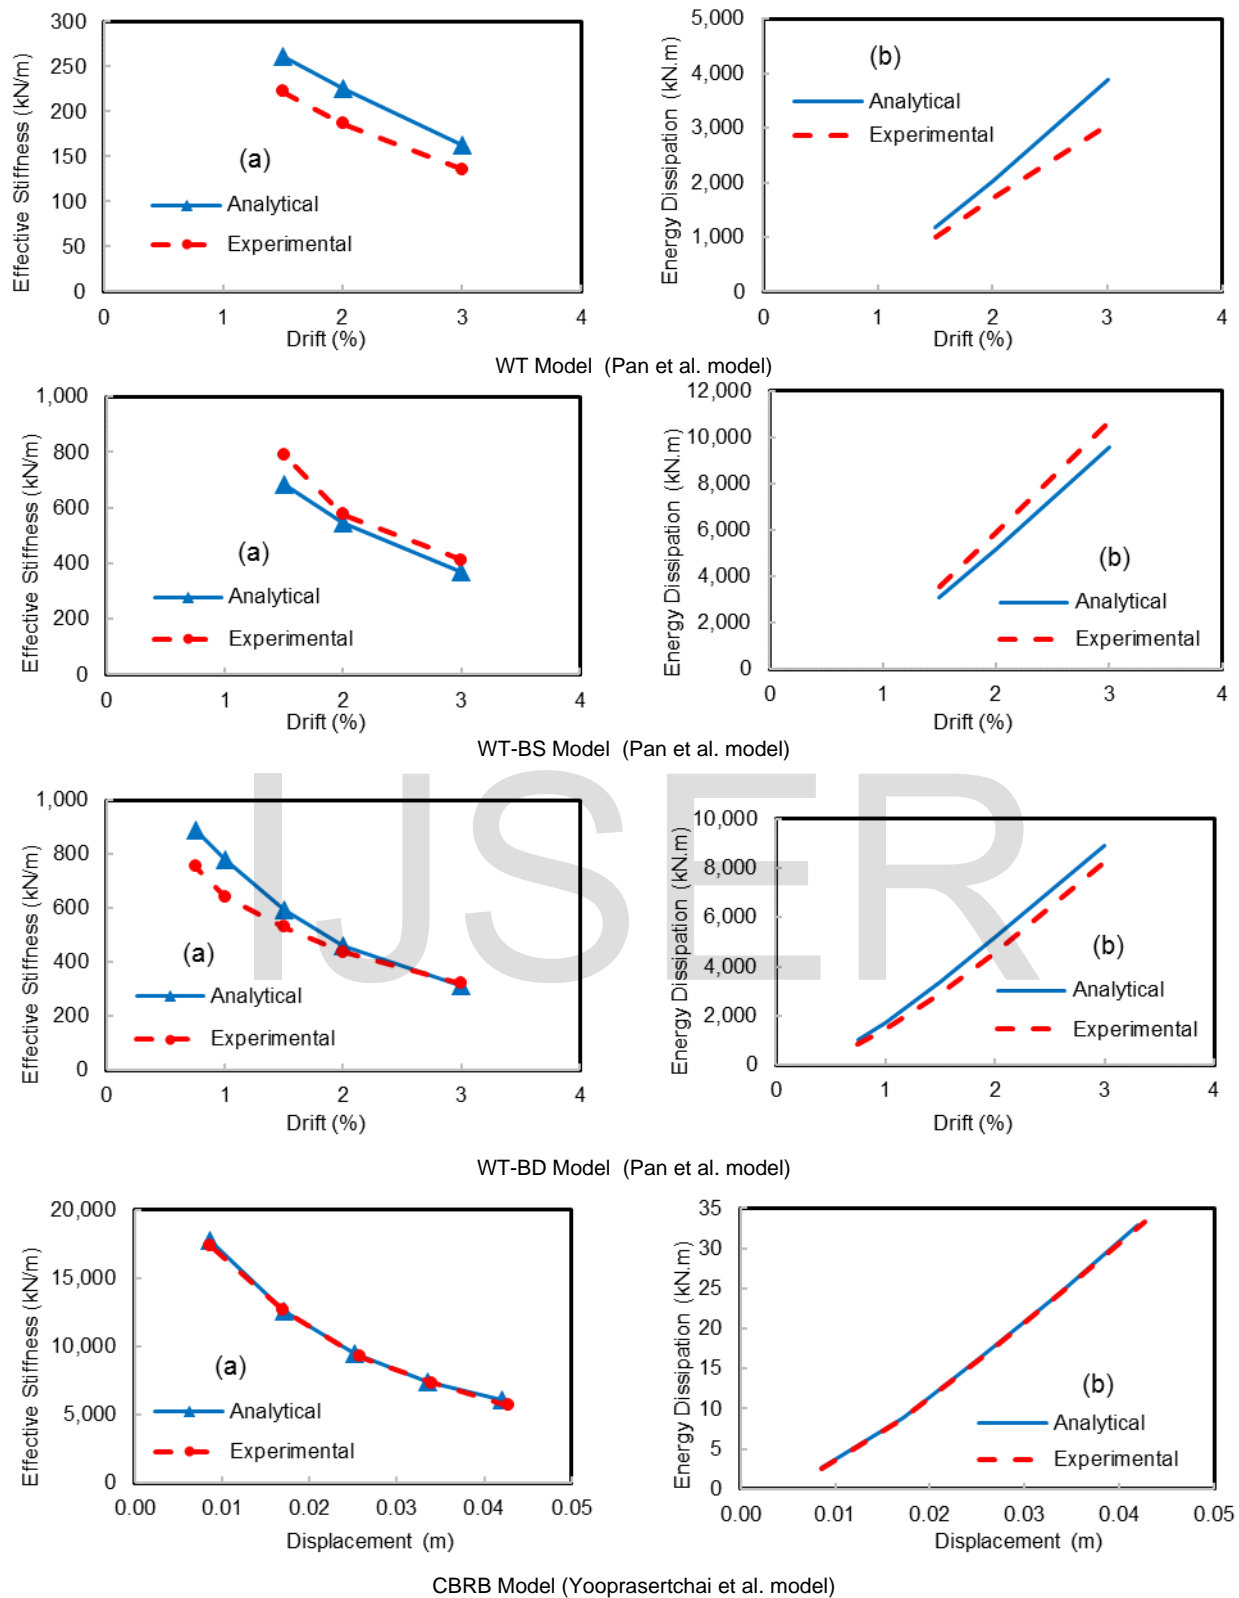 Effective Stiffness (kN/m)
300
250
200
150
100
50
0
(a)
Analytical
Experimental
0 1 2 3 4
Drift (%)
Energy Dissipation (kN.m)
5,000
4,000
3,000
2,000
1,000
0
(b)
Analytical
Experimental
0 1 2 3 4
Drift (%)
WT Model (Pan et al. model)
Effective Stiffness (kN/m)
1,000
800
600
400
200
0
(a)
Analytical
Experimental
0 1 2 3 4
Drift (%)
Energy Dissipation (kN.m)
12,000
10,000
8,000
6,000
4,000
2,000
0
(b)
Analytical
Experimental
0 1 2 3 4
Drift (%)
WT-BS Model (Pan et al. model)
IJSER
Effective Stiffness (kN/m)
1,000
800
600
400
200
0
(a)
Analytical
Experimental
0 1 2 3 4
Drift (%)
Energy Dissipation (kN.m)
10,000
8,000
6,000
4,000
2,000
0
(b)
Analytical
Experimental
0 1 2 3 4
Drift (%)
WT-BD Model (Pan et al. model)
Effective Stiffness (kN/m)
20,000
15,000
10,000
5,000
0
(a)
Analytical
Experimental
0.00 0.01 0.02 0.03 0.04 0.05
Displacement (m)
Energy Dissipation (kN.m)
35
30
25
20
15
10
5
0
(b)
Analytical
Experimental
0.00 0.01 0.02 0.03 0.04 0.05
Displacement (m)
CBRB Model (Yooprasertchai et al. model)